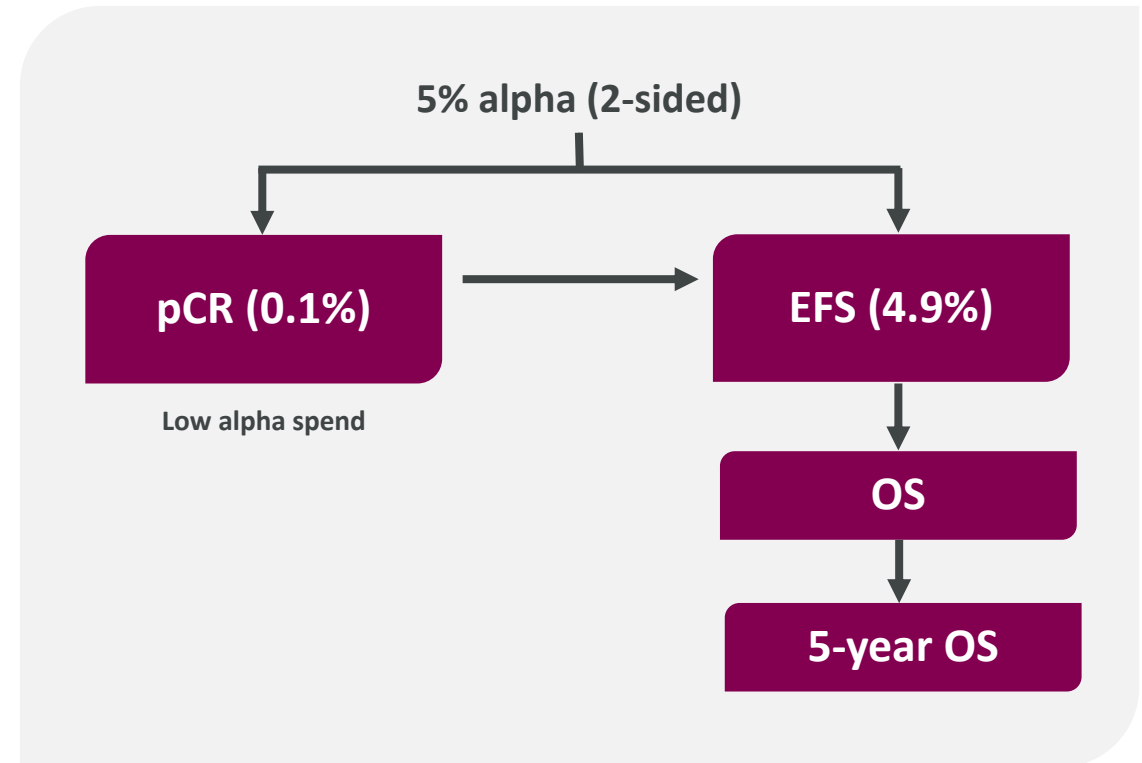 5% alpha (2-sided)
pCR (0.1%)
EFS (4.9%)
Low alpha spend
OS
5-year OS